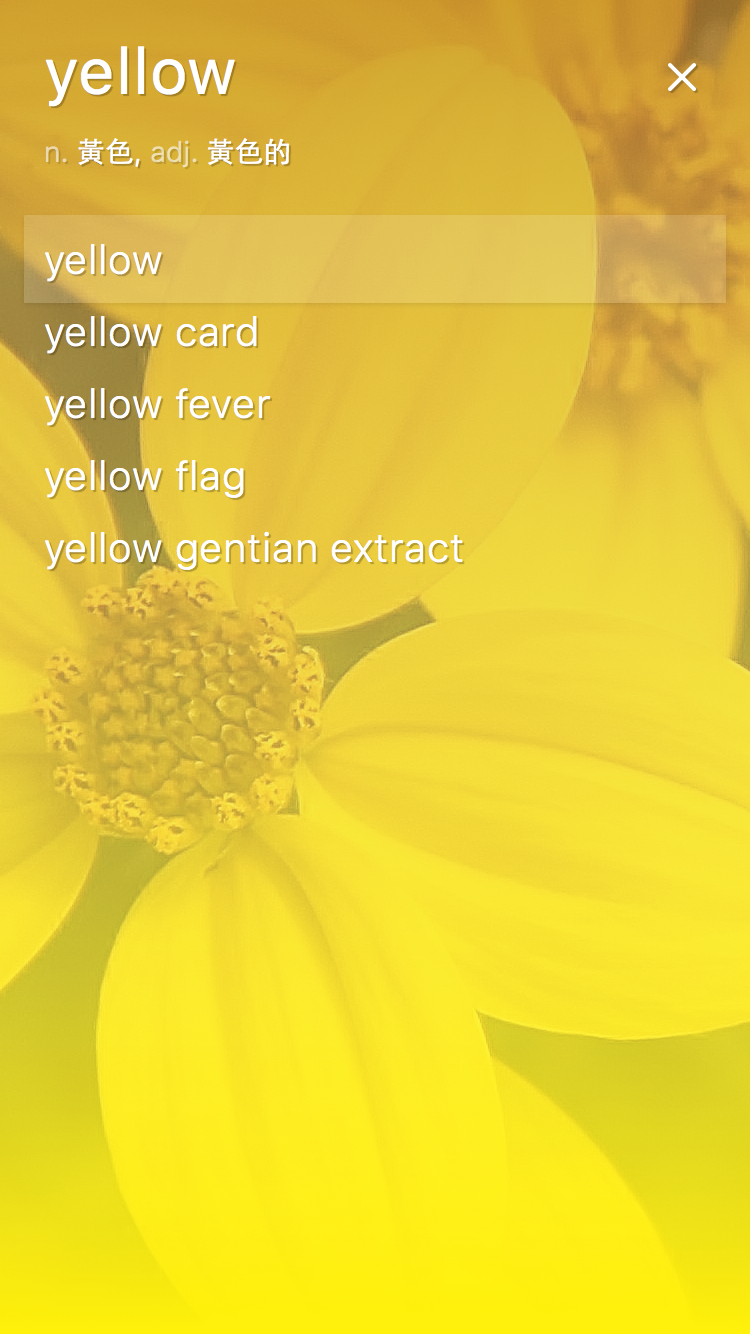 yellow
n. 黃色, adj. 黃色的
yellow
yellow card
yellow fever
yellow flag
yellow gentian extract